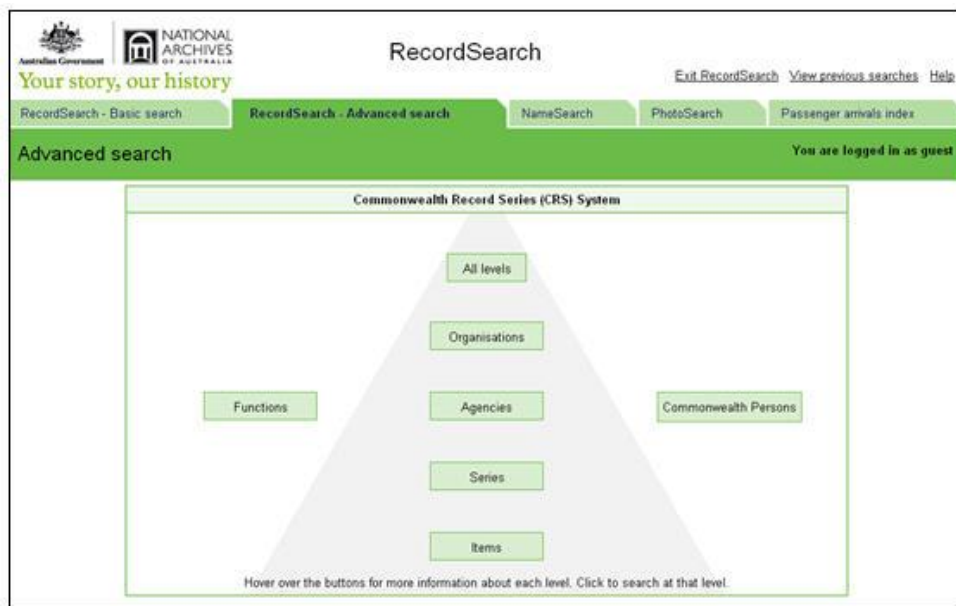 NATIONAL
ARCHIVES
OF AUSTRALIA
Australian Government
Your story, our history
RecordSearch
Exit RecordSearch View previous searches Help
RecordSearch - Basic search RecordSearch - Advanced search NameSearch PhotoSearch Passenger arrivals index
Advanced search You are logged in as guest
Commonwealth Record Series (CRS) System
All levels
Organisations
Functions Agencies Commonwealth Persons
Series
Items
Hover over the buttons for more information about each level. Click to search at that level.